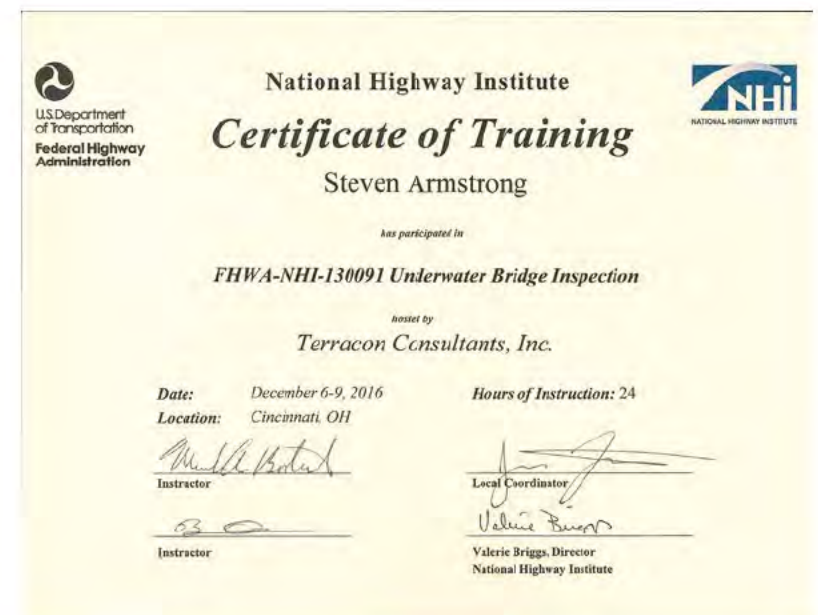 U.S. Department
of Transportation
Federal Highway
Administration
National Highway Institute
NHi
NATIONAL HIGHWAY INSTITUTE
Certificate of Training
Steven Armstrong
has participated in
FHWA-NHI-130091 Underwater Bridge Inspection
hosted by
Terracon Consultants, Inc.
Date: December 6-9, 2016
Hours of Instruction: 24
Location: Cincinnati, OH
Instructor
Local Coordinator
Valerie Briggs
Instructor
Valerie Briggs, Director
National Highway Institute